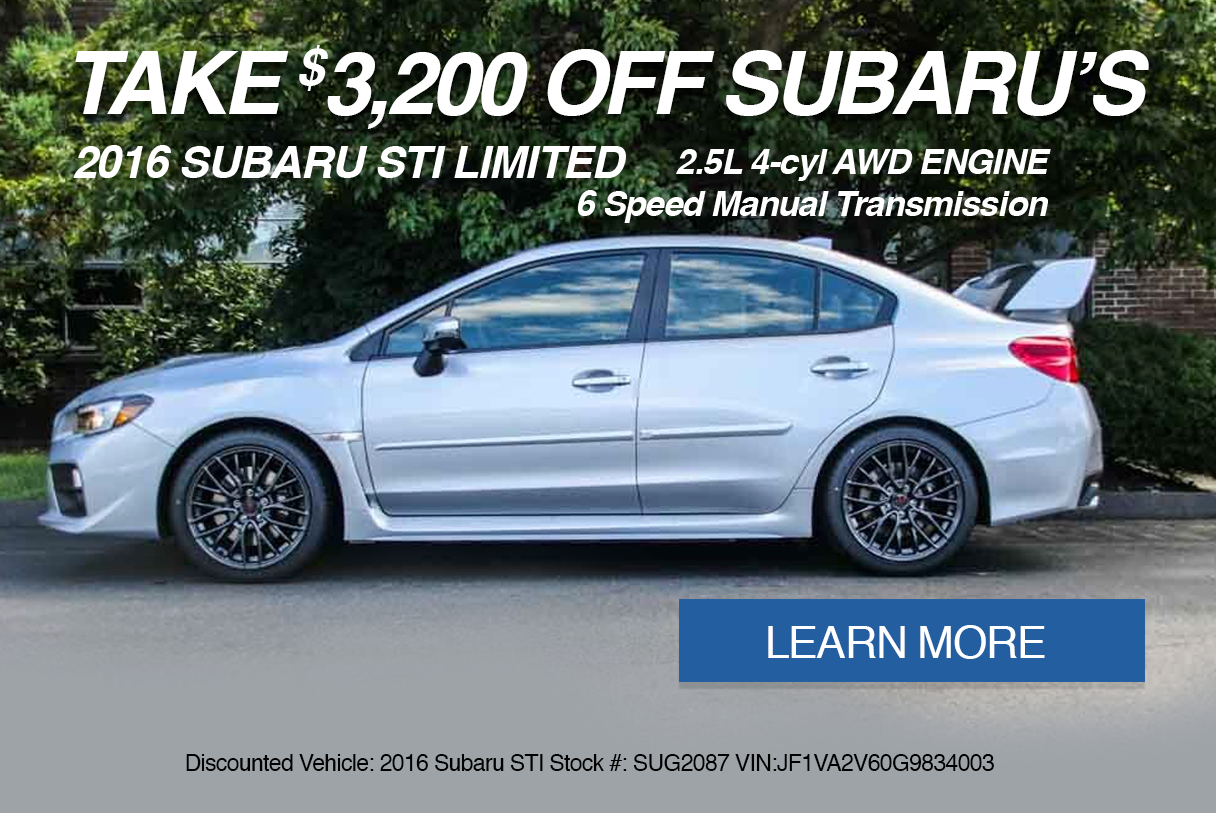 TAKE $3,200 OFF SUBARU'S
2016 SUBARU STI LIMITED
2.5L 4-cyl AWD ENGINE
6 Speed Manual Transmission
LEARN MORE
Discounted Vehicle: 2016 Subaru STI Stock #: SUG2087 VIN:JF1VA2V60G9834003